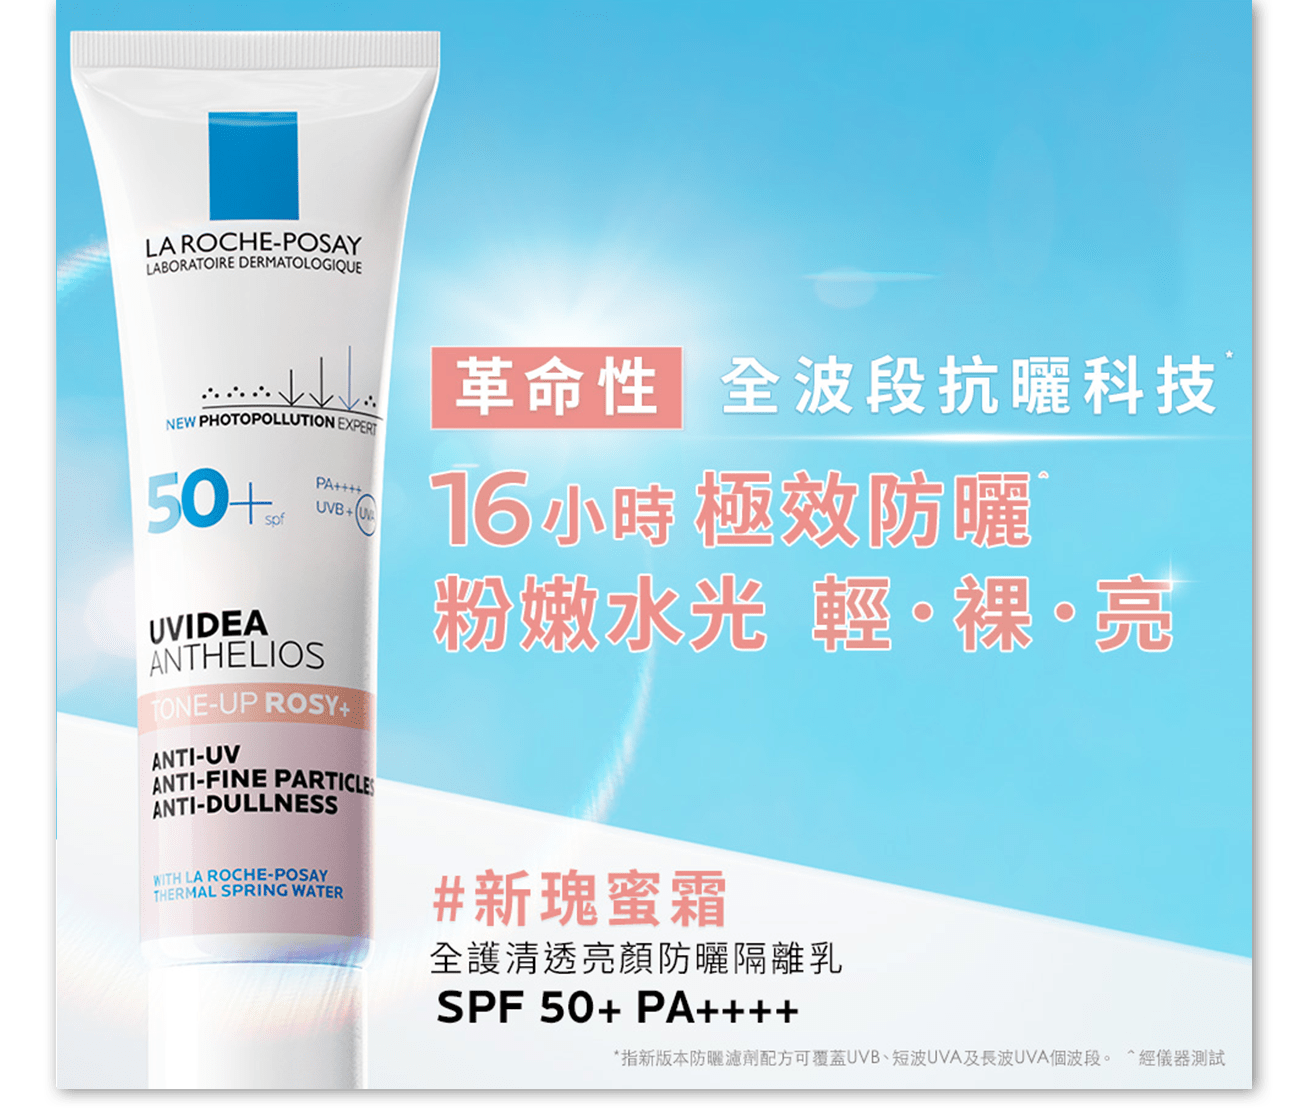 LA ROCHE-POSAY
LABORATOIRE DERMATOLOGIQUE
NEW PHOTOPOLLUTION EXPERT
50+ spf
PA++++
UVB + UVA
UVIDEA
ANTHELIOS
TONE-UP ROSY+
ANTI-UV
ANTI-FINE PARTICLES
ANTI-DULLNESS
WITH LA ROCHE-POSAY
THERMAL SPRING WATER
革命性 全波段抗曬科技*
16小時 極效防曬^
粉嫩水光 輕·裸·亮
#新瑰蜜霜
全護清透亮顏防曬隔離乳
SPF 50+ PA++++
*指新版本防曬濾劑配方可覆蓋UVB、短波UVA及長波UVA個波段。 ^經儀器測試